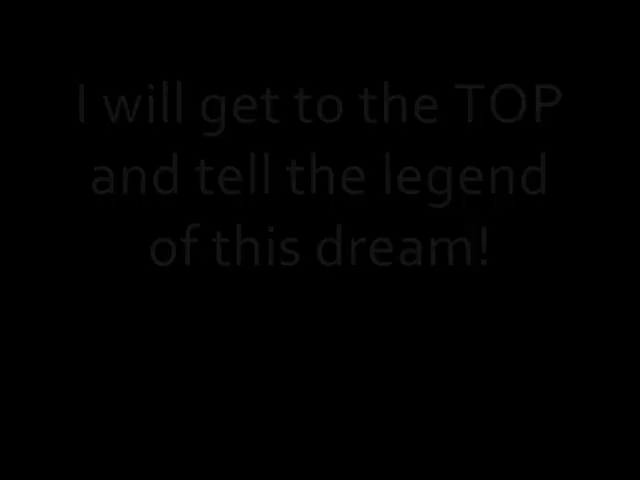 I will get to the TOP
and tell the legend
of this dream!